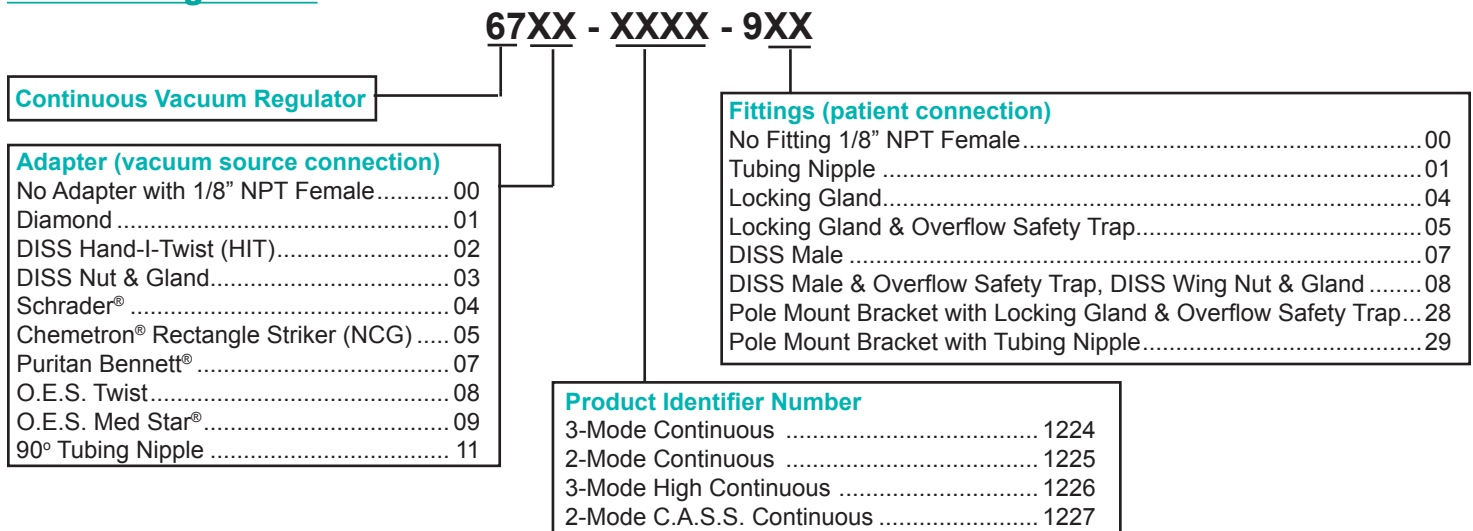 67XX - XXXX - 9XX
Continuous Vacuum Regulator
Adapter (vacuum source connection)
No Adapter with 1/8” NPT Female........... 00
Diamond .................................................. 01
DISS Hand-I-Twist (HIT)......................... 02
DISS Nut & Gland................................... 03
Schrader® ................................................ 04
Chemetron® Rectangle Striker (NCG) ..... 05
Puritan Bennett® ..................................... 07
O.E.S. Twist............................................. 08
O.E.S. Med Star®..................................... 09
90º Tubing Nipple ................................... 11
Fittings (patient connection)
No Fitting 1/8” NPT Female.............................................................00
Tubing Nipple ..................................................................................01
Locking Gland..................................................................................04
Locking Gland & Overflow Safety Trap............................................05
DISS Male .......................................................................................07
DISS Male & Overflow Safety Trap, DISS Wing Nut & Gland ........08
Pole Mount Bracket with Locking Gland & Overflow Safety Trap...28
Pole Mount Bracket with Tubing Nipple...........................................29
Product Identifier Number
3-Mode Continuous ...................................... 1224
2-Mode Continuous ...................................... 1225
3-Mode High Continuous .............................. 1226
2-Mode C.A.S.S. Continuous ........................ 1227